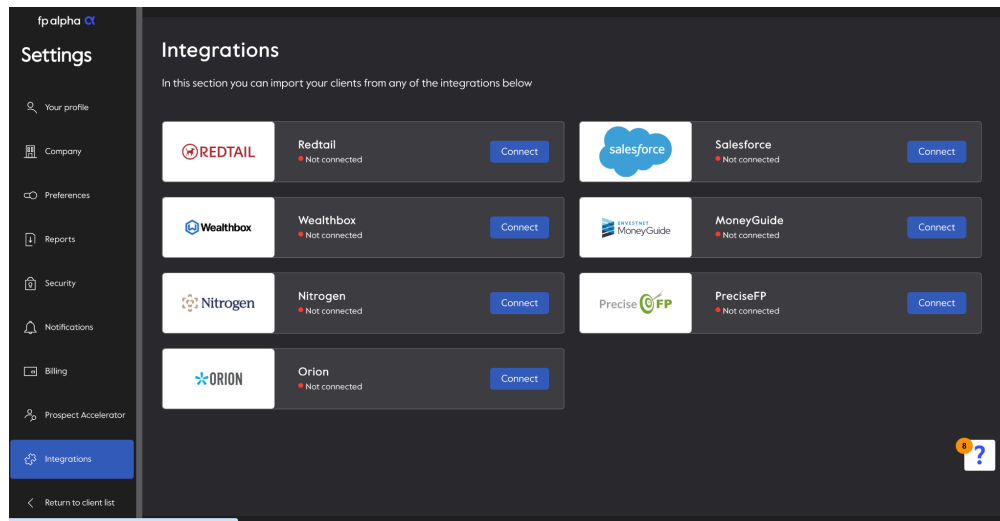 fp alpha
Settings
Your profile
Company
Preferences
Reports
Security
Notifications
Billing
Prospect Accelerator
Integrations
Return to client list
Integrations
In this section you can import your clients from any of the integrations below
REDTAIL
Redtail
Not connected
Connect
salesforce
Salesforce
Not connected
Connect
Wealthbox
Wealthbox
Not connected
Connect
ENVESTNET
MoneyGuide
MoneyGuide
Not connected
Connect
Nitrogen
Nitrogen
Not connected
Connect
Precise FP
PreciseFP
Not connected
Connect
ORION
Orion
Not connected
Connect
8
?